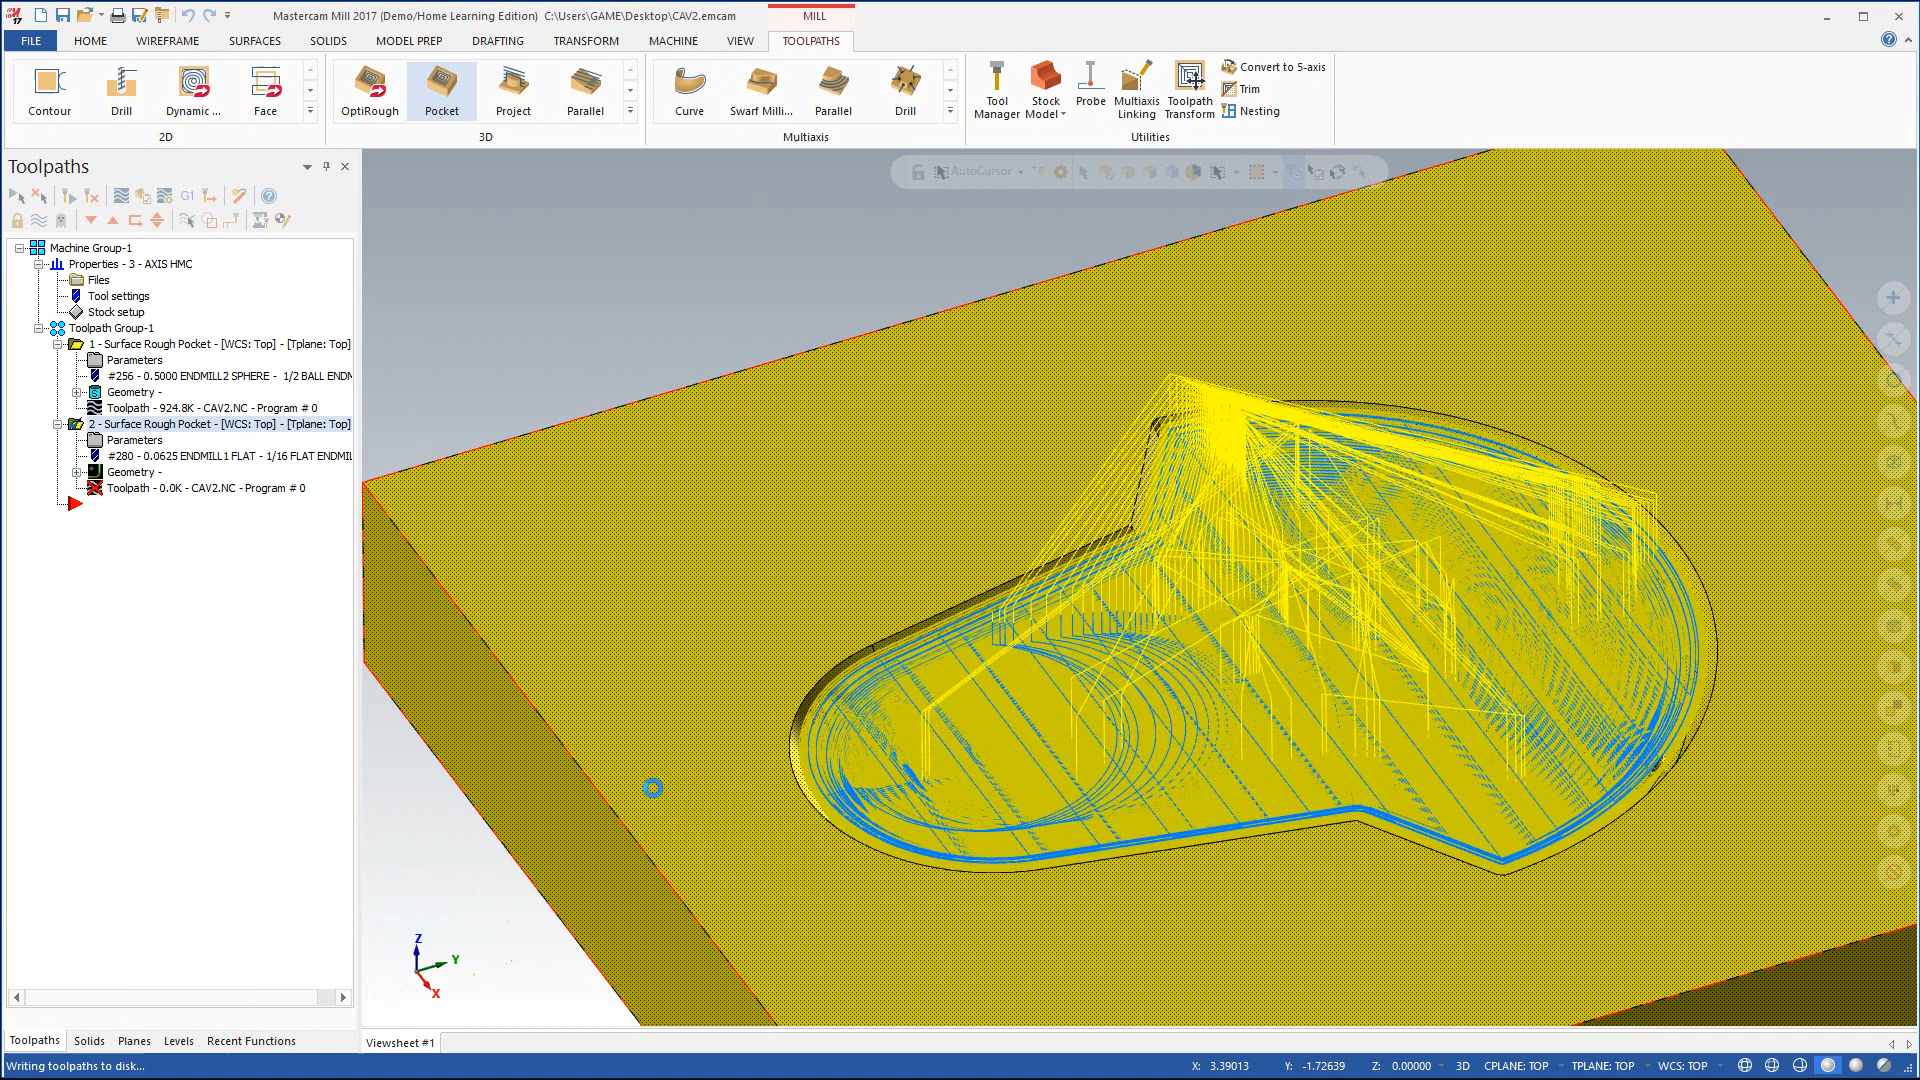 Mastercam Mill 2017 (Demo/Home Learning Edition) C:\Users\GAME\Desktop\CAV2.emcam
MILL
FILE HOME WIREFRAME SURFACES SOLIDS MODEL PREP DRAFTING TRANSFORM MACHINE VIEW TOOLPATHS
Contour Drill Dynamic ... Face
2D
OptiRough Pocket Project Parallel
3D
Curve Swarf Milli... Parallel Drill
Multiaxis
Tool Manager
Stock Model
Probe
Multiaxis Linking
Toolpath Transform
Convert to 5-axis
Trim
Nesting
Utilities
Toolpaths
AutoCursor
G1
Machine Group-1
Properties - 3 - AXIS HMC
Files
Tool settings
Stock setup
Toolpath Group-1
1 - Surface Rough Pocket - [WCS: Top] - [Tplane: Top]
Parameters
#256 - 0.5000 ENDMILL2 SPHERE - 1/2 BALL ENDM
Geometry -
Toolpath - 924.8K - CAV2.NC - Program # 0
2 - Surface Rough Pocket - [WCS: Top] - [Tplane: Top]
Parameters
#280 - 0.0625 ENDMILL1 FLAT - 1/16 FLAT ENDMIL
Geometry -
Toolpath - 0.0K - CAV2.NC - Program # 0
Z
Y
X
Toolpaths Solids Planes Levels Recent Functions
Viewsheet #1
Writing toolpaths to disk...
X: 3.39013 Y: -1.72639 Z: 0.00000 3D CPLANE: TOP TPLANE: TOP WCS: TOP